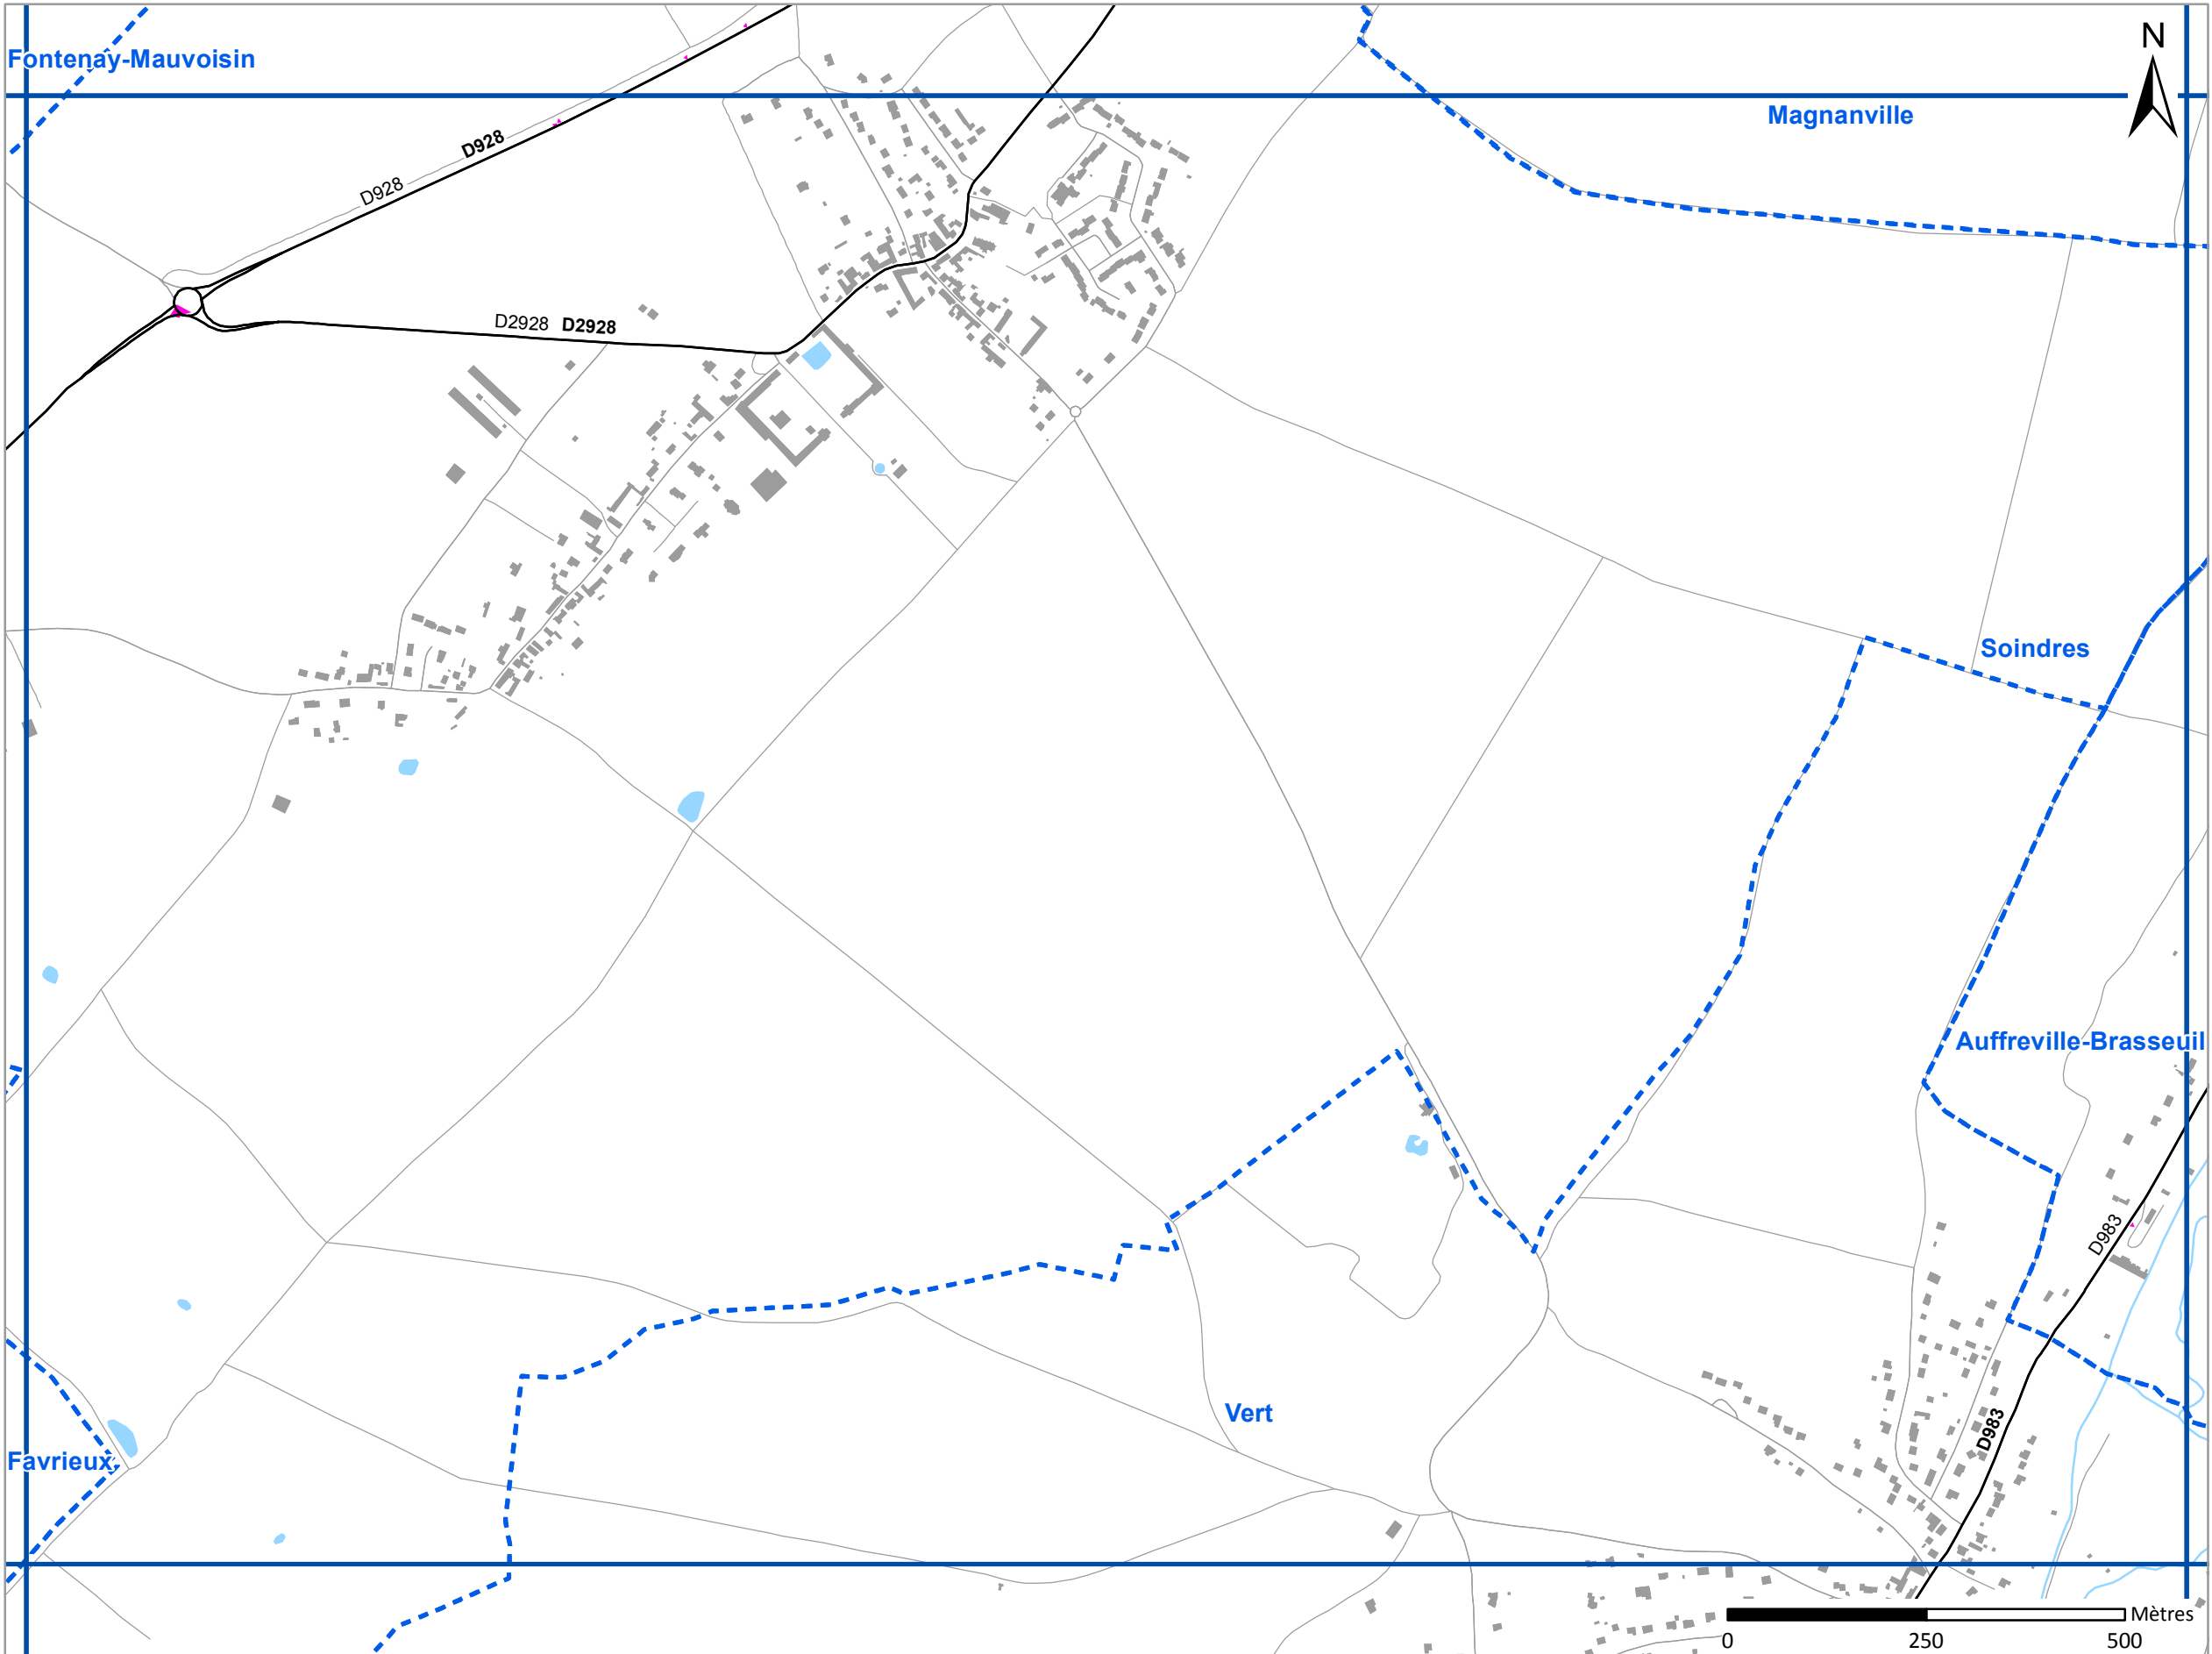 N
Fontenay-Mauvoisin
Magnanville
D928
D928
D2928 D2928
Soindres
Auffreville-Brasseuil
D983
Vert
D983
Favrieux
Mètres
0 250 500